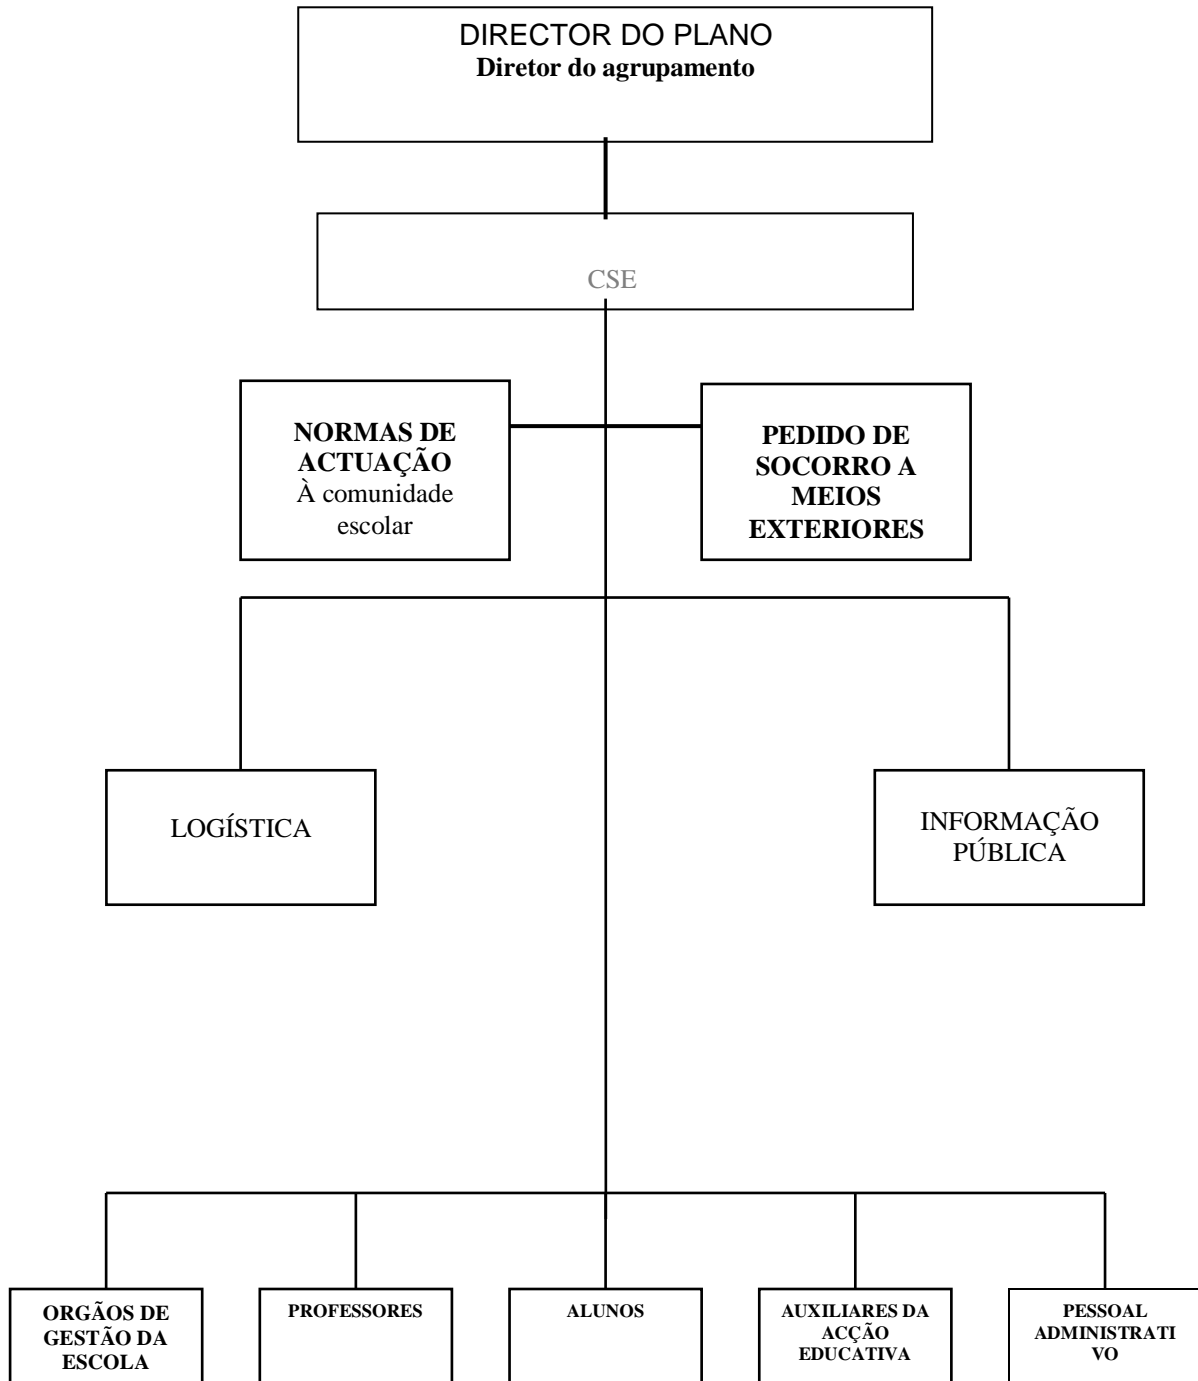 DIRECTOR DO PLANO
Diretor do agrupamento
CSE
NORMAS DE
ACTUAÇÃO
À comunidade
escolar
PEDIDO DE
SOCORRO A
MEIOS
EXTERIORES
LOGÍSTICA
INFORMAÇÃO
PÚBLICA
ORGÃOS DE
GESTÃO DA
ESCOLA
PROFESSORES
ALUNOS
AUXILIARES DA
ACÇÃO
EDUCATIVA
PESSOAL
ADMINISTRATI
VO